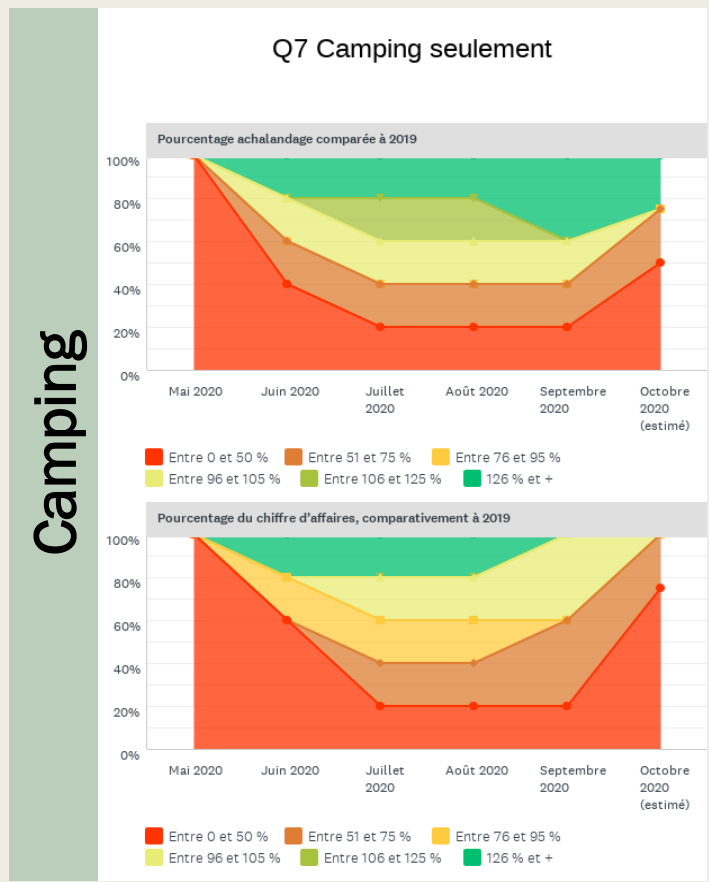 Camping
Q7 Camping seulement
Pourcentage achalandage comparée à 2019
100%
80%
60%
40%
20%
0%
Mai 2020
Juin 2020
Juillet
2020
Août 2020
Septembre
2020
Octobre
2020
(estimé)
Entre 0 et 50 % Entre 51 et 75 % Entre 76 et 95 %
Entre 96 et 105 % Entre 106 et 125 % 126 % et +
Pourcentage du chiffre d'affaires, comparativement à 2019
100%
80%
60%
40%
20%
0%
Mai 2020
Juin 2020
Juillet
2020
Août 2020
Septembre
2020
Octobre
2020
(estimé)
Entre 0 et 50 % Entre 51 et 75 % Entre 76 et 95 %
Entre 96 et 105 % Entre 106 et 125 % 126 % et +